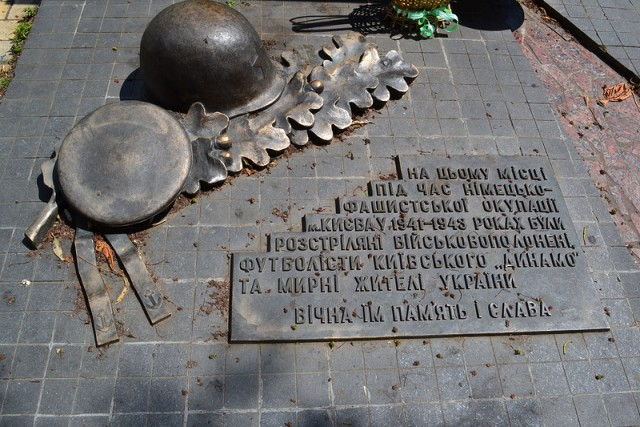 НА ЦЬОМУ МІСЦІ
ПІД ЧАС НІМЕЦЬКО-
ФАШИСТСЬКОЇ ОКУПАЦІЇ
м. КИЄВА У 1941-1943 РОКАХ БУЛИ
РОЗСТРІЛЯНІ ВІЙСЬКОВОПОЛОНЕНІ,
ФУТБОЛІСТИ КИЇВСЬКОГО „ДИНАМО"
ТА МИРНІ ЖИТЕЛІ УКРАЇНИ
ВІЧНА ЇМ ПАМ'ЯТЬ І СЛАВА